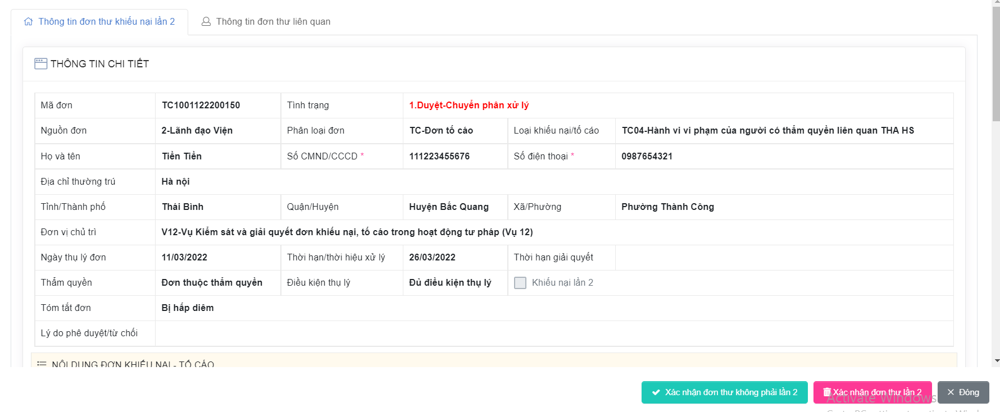 Thông tin đơn thư khiếu nại lần 2 Thông tin đơn thư liên quan
THÔNG TIN CHI TIẾT
Mã đơn TC1001122200150 Tình trạng 1.Duyệt-Chuyển phân xử lý
Nguồn đơn 2-Lãnh đạo Viện Phân loại đơn TC-Đơn tố cáo Loại khiếu nại/tố cáo TC04-Hành vi vi phạm của người có thẩm quyền liên quan THA HS
Họ và tên Tiền Tiền Số CMND/CCCD * 111223455676 Số điện thoại * 0987654321
Địa chỉ thường trú Hà nội
Tỉnh/Thành phố Thái Bình Quận/Huyện Huyện Bắc Quang Xã/Phường Phường Thành Công
Đơn vị chủ trì V12-Vụ Kiểm sát và giải quyết đơn khiếu nại, tố cáo trong hoạt động tư pháp (Vụ 12)
Ngày thụ lý đơn 11/03/2022 Thời hạn/thời hiệu xử lý 26/03/2022 Thời hạn giải quyết
Thẩm quyền Đơn thuộc thẩm quyền Điều kiện thụ lý Đủ điều kiện thụ lý Khiếu nại lần 2
Tóm tắt đơn Bị hấp diêm
Lý do phê duyệt/từ chối
NỘI DUNG ĐƠN KHIẾU NẠI - TỐ CÁO
Xác nhận đơn thư không phải lần 2 Xác nhận đơn thư lần 2 Đóng
Activate Windows